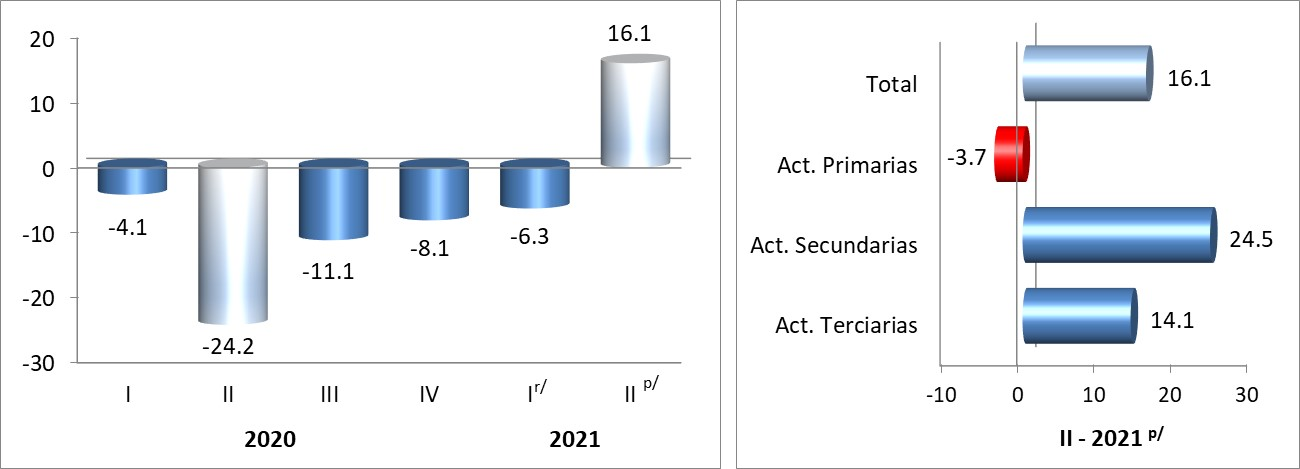 20
10
0
-10
-20
-30
16.1
-4.1
-24.2
-11.1
-8.1
-6.3
I II III IV I r/ II p/
2020 2021
Total 16.1
Act. Primarias -3.7
Act. Secundarias 24.5
Act. Terciarias 14.1
-10 0 10 20 30
II - 2021 p/